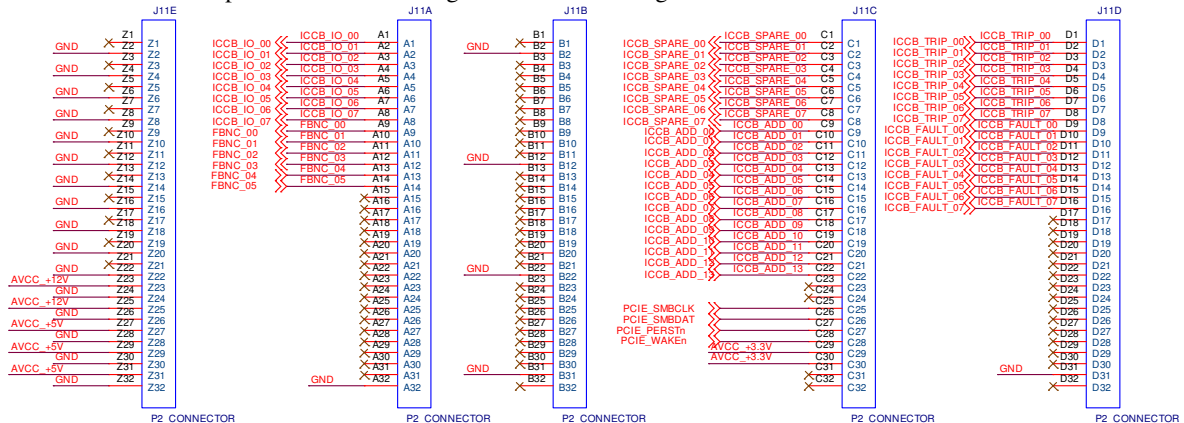 J11E
Z1 Z1
GND Z2 Z2
Z3 Z3
GND Z4 Z4
Z5 Z5
GND Z6 Z6
Z7 Z7
GND Z8 Z8
Z9 Z9
GND Z10 Z10
Z11 Z11
GND Z12 Z12
Z13 Z13
GND Z14 Z14
Z15 Z15
GND Z16 Z16
Z17 Z17
GND Z18 Z18
Z19 Z19
GND Z20 Z20
Z21 Z21
GND Z22 Z22
AVCC_+12V Z23 Z23
GND Z24 Z24
AVCC_+12V Z25 Z25
GND Z26 Z26
AVCC_+5V Z27 Z27
GND Z28 Z28
AVCC_+5V Z29 Z29
GND Z30 Z30
AVCC_+5V Z31 Z31
GND Z32 Z32
P2 CONNECTOR
J11A
ICCB_IO_00 ICCB_IO_00 A1 A1
ICCB_IO_01 ICCB_IO_01 A2 A2
ICCB_IO_02 ICCB_IO_02 A3 A3
ICCB_IO_03 ICCB_IO_03 A4 A4
ICCB_IO_04 ICCB_IO_04 A5 A5
ICCB_IO_05 ICCB_IO_05 A6 A6
ICCB_IO_06 ICCB_IO_06 A7 A7
ICCB_IO_07 ICCB_IO_07 A8 A8
FBNC_00 FBNC_00 A9 A9
FBNC_01 FBNC_01 A10 A10
FBNC_02 FBNC_02 A11 A11
FBNC_03 FBNC_03 A12 A12
FBNC_04 FBNC_04 A13 A13
FBNC_05 FBNC_05 A14 A14
A15 A15
A16 A16
A17 A17
A18 A18
A19 A19
A20 A20
A21 A21
A22 A22
A23 A23
A24 A24
A25 A25
A26 A26
A27 A27
A28 A28
A29 A29
A30 A30
A31 A31
GND A32 A32
P2 CONNECTOR
J11B
B1 B1
GND B2 B2
B3 B3
B4 B4
B5 B5
B6 B6
B7 B7
B8 B8
B9 B9
B10 B10
B11 B11
GND B12 B12
B13 B13
B14 B14
B15 B15
B16 B16
B17 B17
B18 B18
B19 B19
B20 B20
B21 B21
GND B22 B22
B23 B23
B24 B24
B25 B25
B26 B26
B27 B27
B28 B28
B29 B29
B30 B30
GND B31 B31
B32 B32
P2 CONNECTOR
J11C
ICCB_SPARE_00 ICCB_SPARE_00 C1 C1
ICCB_SPARE_01 ICCB_SPARE_01 C2 C2
ICCB_SPARE_02 ICCB_SPARE_02 C3 C3
ICCB_SPARE_03 ICCB_SPARE_03 C4 C4
ICCB_SPARE_04 ICCB_SPARE_04 C5 C5
ICCB_SPARE_05 ICCB_SPARE_05 C6 C6
ICCB_SPARE_06 ICCB_SPARE_06 C7 C7
ICCB_SPARE_07 ICCB_SPARE_07 C8 C8
ICCB_ADD_00 ICCB_ADD_00 C9 C9
ICCB_ADD_01 ICCB_ADD_01 C10 C10
ICCB_ADD_02 ICCB_ADD_02 C11 C11
ICCB_ADD_03 ICCB_ADD_03 C12 C12
ICCB_ADD_04 ICCB_ADD_04 C13 C13
ICCB_ADD_05 ICCB_ADD_05 C14 C14
ICCB_ADD_06 ICCB_ADD_06 C15 C15
ICCB_ADD_07 ICCB_ADD_07 C16 C16
ICCB_ADD_08 ICCB_ADD_08 C17 C17
ICCB_ADD_09 ICCB_ADD_09 C18 C18
ICCB_ADD_10 ICCB_ADD_10 C19 C19
ICCB_ADD_11 ICCB_ADD_11 C20 C20
ICCB_ADD_12 ICCB_ADD_12 C21 C21
ICCB_ADD_13 ICCB_ADD_13 C22 C22
C23 C23
C24 C24
PCIE_SMBCLK C25 C25
PCIE_SMBDAT C26 C26
PCIE_PERSTn C27 C27
PCIE_WAKEn C28 C28
AVCC_+3.3V C29 C29
AVCC_+3.3V C30 C30
C31 C31
C32 C32
P2 CONNECTOR
J11D
ICCB_TRIP_00 ICCB_TRIP_00 D1 D1
ICCB_TRIP_01 ICCB_TRIP_01 D2 D2
ICCB_TRIP_02 ICCB_TRIP_02 D3 D3
ICCB_TRIP_03 ICCB_TRIP_03 D4 D4
ICCB_TRIP_04 ICCB_TRIP_04 D5 D5
ICCB_TRIP_05 ICCB_TRIP_05 D6 D6
ICCB_TRIP_06 ICCB_TRIP_06 D7 D7
ICCB_TRIP_07 ICCB_TRIP_07 D8 D8
ICCB_FAULT_00 ICCB_FAULT_00 D9 D9
ICCB_FAULT_01 ICCB_FAULT_01 D10 D10
ICCB_FAULT_02 ICCB_FAULT_02 D11 D11
ICCB_FAULT_03 ICCB_FAULT_03 D12 D12
ICCB_FAULT_04 ICCB_FAULT_04 D13 D13
ICCB_FAULT_05 ICCB_FAULT_05 D14 D14
ICCB_FAULT_06 ICCB_FAULT_06 D15 D15
ICCB_FAULT_07 ICCB_FAULT_07 D16 D16
D17 D17
D18 D18
D19 D19
D20 D20
D21 D21
D22 D22
D23 D23
D24 D24
D25 D25
D26 D26
D27 D27
D28 D28
D29 D29
D30 D30
GND D31 D31
D32 D32
P2 CONNECTOR